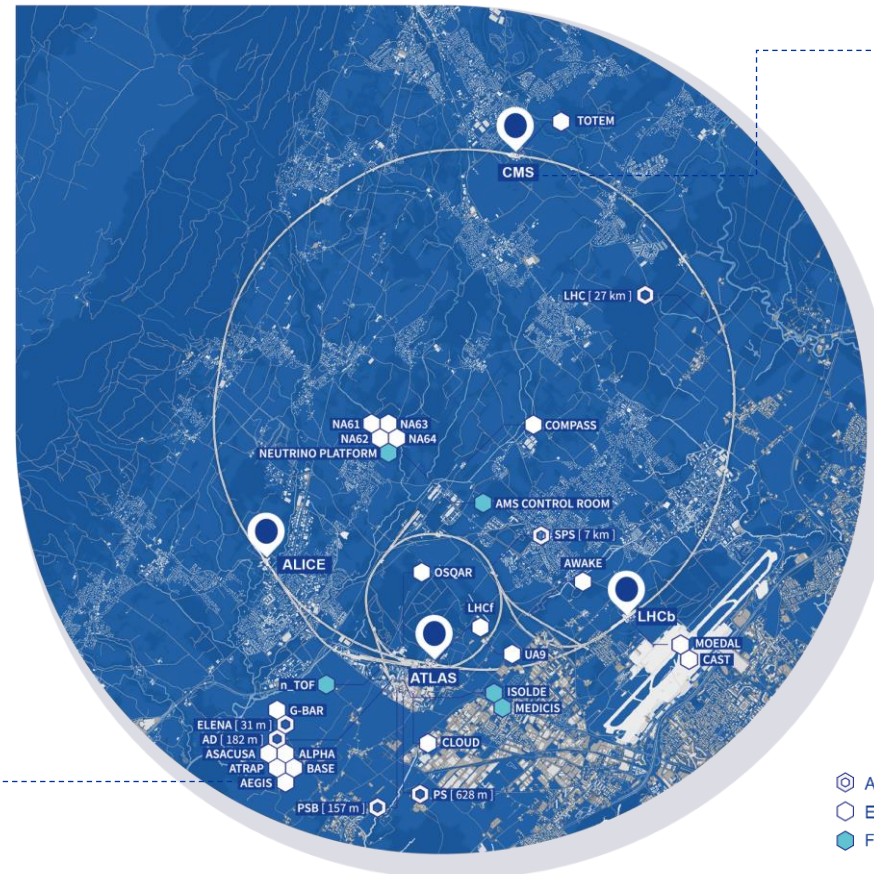 TOTEM
CMS
LHC [ 27 km ]
NA61 NA63
NA62 NA64
NEUTRINO PLATFORM
COMPASS
AMS CONTROL ROOM
SPS [ 7 km ]
ALICE
OSQAR
AWAKE
LHCf
LHCb
MOEDAL
CAST
UA9
ATLAS
n_TOF
ISOLDE
MEDICIS
G-BAR
ELENA [ 31 m ]
AD [ 182 m ]
CLOUD
ASACUSA ALPHA
ATRAP BASE
AEGIS
PS [ 628 m ]
PSB [ 157 m ]
A
E
F